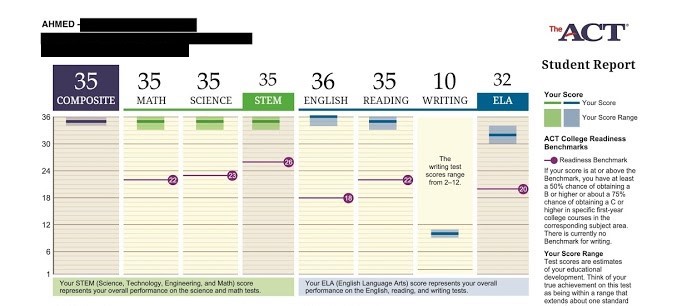 AHMED -
The ACT®
Student Report
35 35 35 35 36 35 10 32
COMPOSITE MATH SCIENCE STEM ENGLISH READING WRITING ELA
36
30
24
18
12
6
1
22
23
26
18
22
20
The
writing test
scores range
from 2–12.
Your STEM (Science, Technology, Engineering, and Math) score
represents your overall performance on the science and math tests.
Your ELA (English Language Arts) score represents your overall
performance on the English, reading, and writing tests.
Your Score
Your Score
Your Score Range
ACT College Readiness
Benchmarks
Readiness Benchmark
If your score is at or above the
Benchmark, you have at least
a 50% chance of obtaining a
B or higher or about a 75%
chance of obtaining a C or
higher in specific first-year
college courses in the
corresponding subject area.
There is currently no
Benchmark for writing.
Your Score Range
Test scores are estimates
of your educational
development. Think of your
true achievement on this test
as being within a range that
extends about one standard